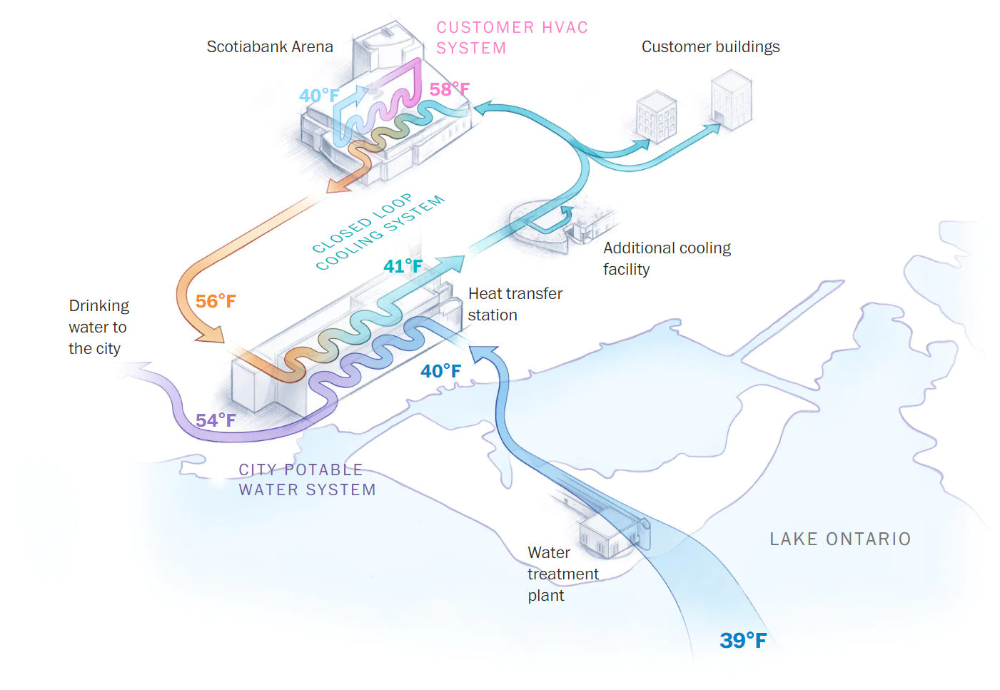 CUSTOMER HVAC
SYSTEM
Scotiabank Arena
Customer buildings
40°F
58°F
CLOSED LOOP
COOLING SYSTEM
Additional cooling
facility
41°F
Heat transfer
station
56°F
Drinking
water to
the city
40°F
54°F
CITY POTABLE
WATER SYSTEM
LAKE ONTARIO
Water
treatment
plant
39°F